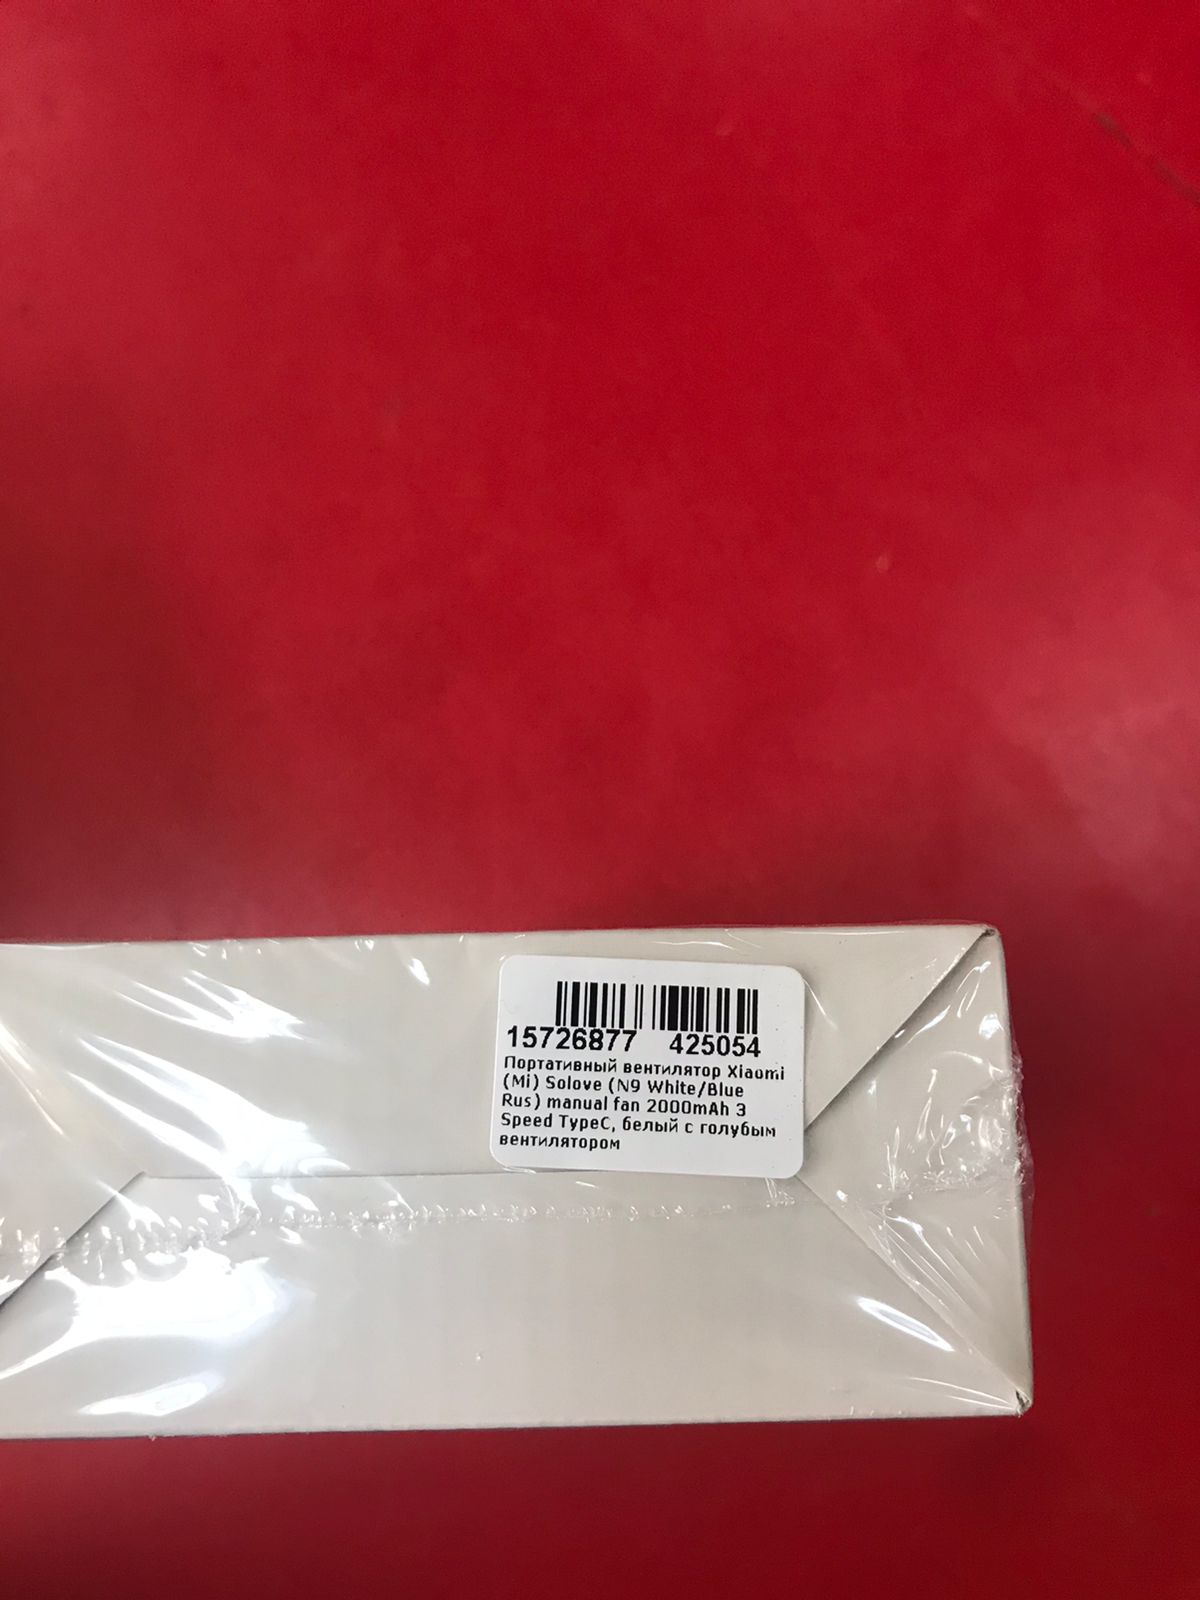 15726877 425054
Портативный вентилятор Xiaomi
(Mi) Solove (N9 White/Blue
Rus) manual fan 2000mAh 3
Speed TypeC, белый с голубым
вентилятором